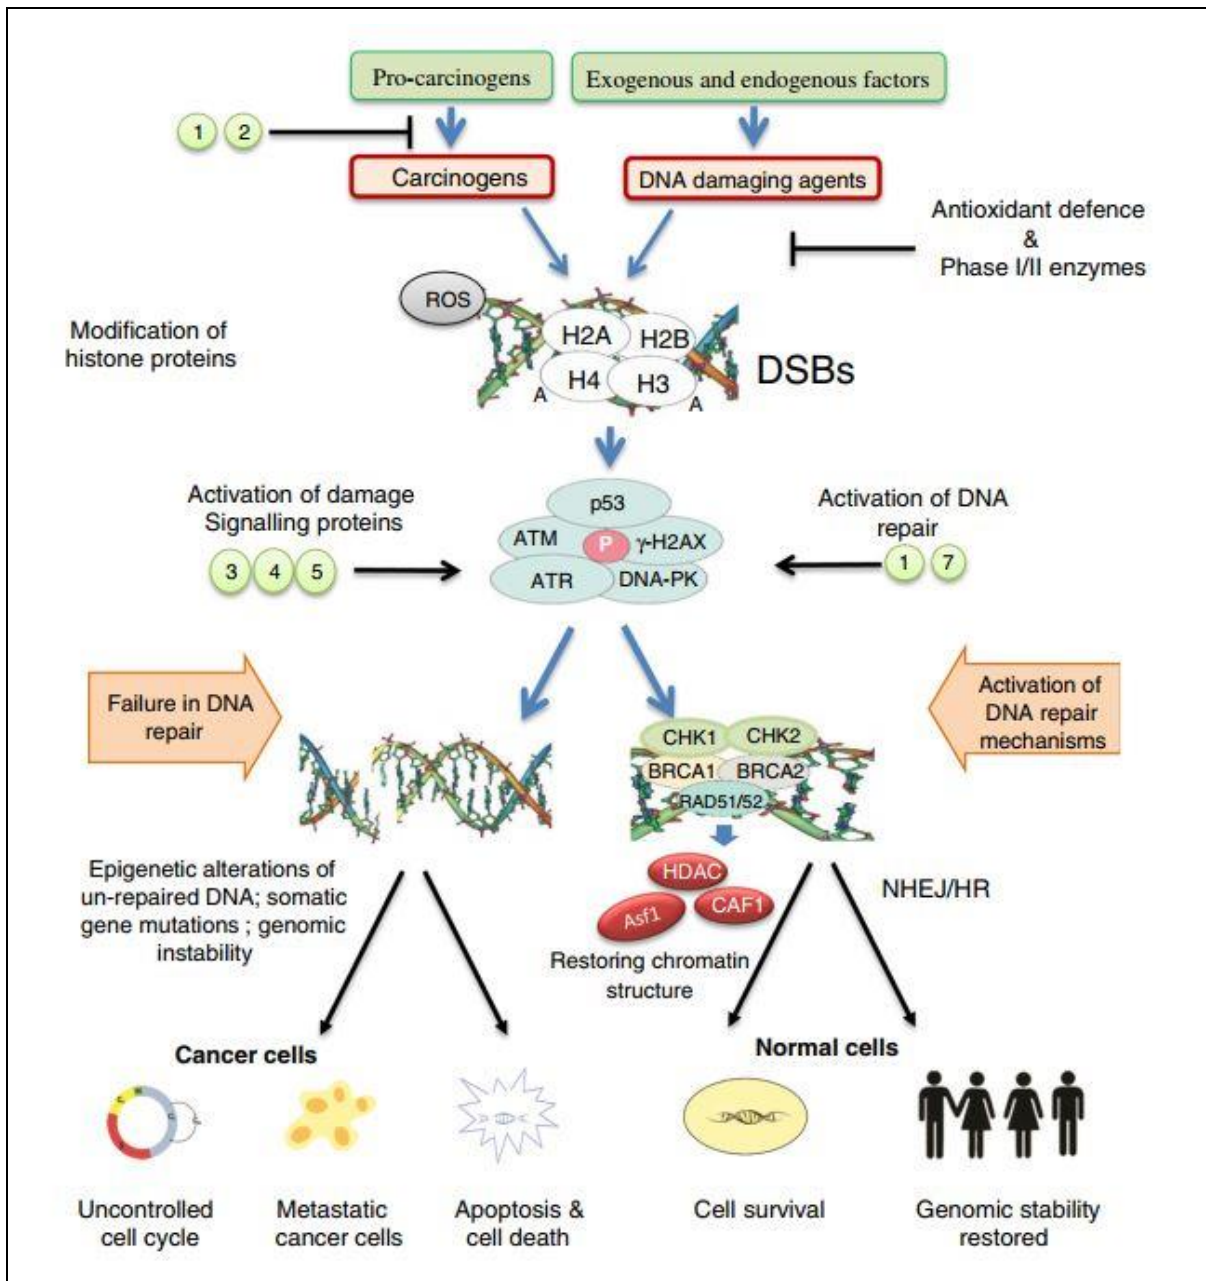 Pro-carcinogens
Exogenous and endogenous factors
1 2
Carcinogens
DNA damaging agents
Antioxidant defence
&
Phase I/II enzymes
ROS
Modification of
histone proteins
H2A H2B
H4 H3
A A
DSBs
Activation of damage
Signalling proteins
3 4 5
p53
ATM P γ-H2AX
ATR DNA-PK
Activation of DNA
repair
1 7
Failure in DNA
repair
Activation of
DNA repair
mechanisms
CHK1 CHK2
BRCA1 BRCA2
RAD51/52
HDAC
Asf1 CAF1
Restoring chromatin
structure
NHEJ/HR
Epigenetic alterations of
un-repaired DNA; somatic
gene mutations ; genomic
instability
Cancer cells
Normal cells
Uncontrolled
cell cycle
Metastatic
cancer cells
Apoptosis &
cell death
Cell survival
Genomic stability
restored